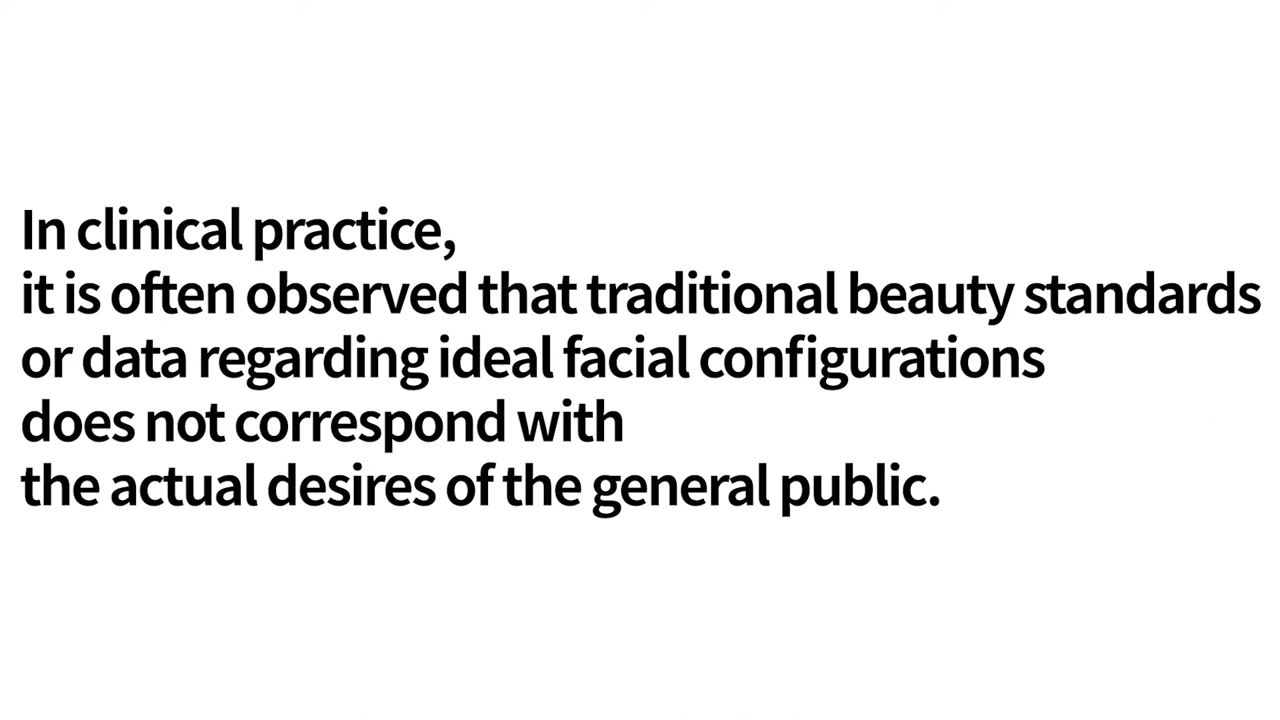 In clinical practice,
it is often observed that traditional beauty standards
or data regarding ideal facial configurations
does not correspond with
the actual desires of the general public.